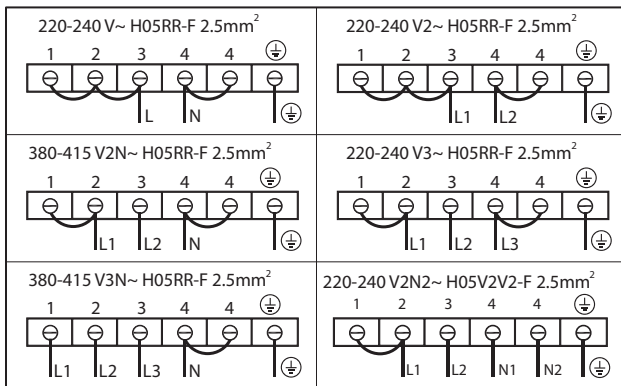 220-240 V~ H05RR-F 2.5mm²
1 2 3 4 4
L N
220-240 V2~ H05RR-F 2.5mm²
1 2 3 4 4
L1 L2
380-415 V2N~ H05RR-F 2.5mm²
1 2 3 4 4
L1 L2 N
220-240 V3~ H05RR-F 2.5mm²
1 2 3 4 4
L1 L2 L3
380-415 V3N~ H05RR-F 2.5mm²
1 2 3 4 4
L1 L2 L3 N
220-240 V2N2~ H05V2V2-F 2.5mm²
1 2 3 4 4
L1 L2 N1 N2